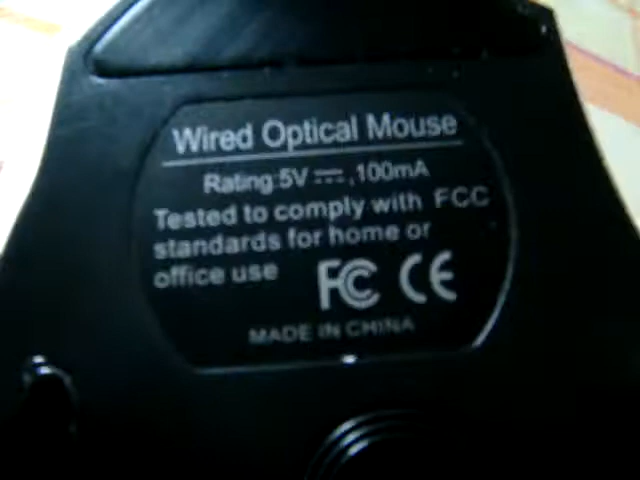 Wired Optical Mouse
Rating:5V ⎓,100mA
Tested to comply with FCC
standards for home or
office use
FC CE
MADE IN CHINA